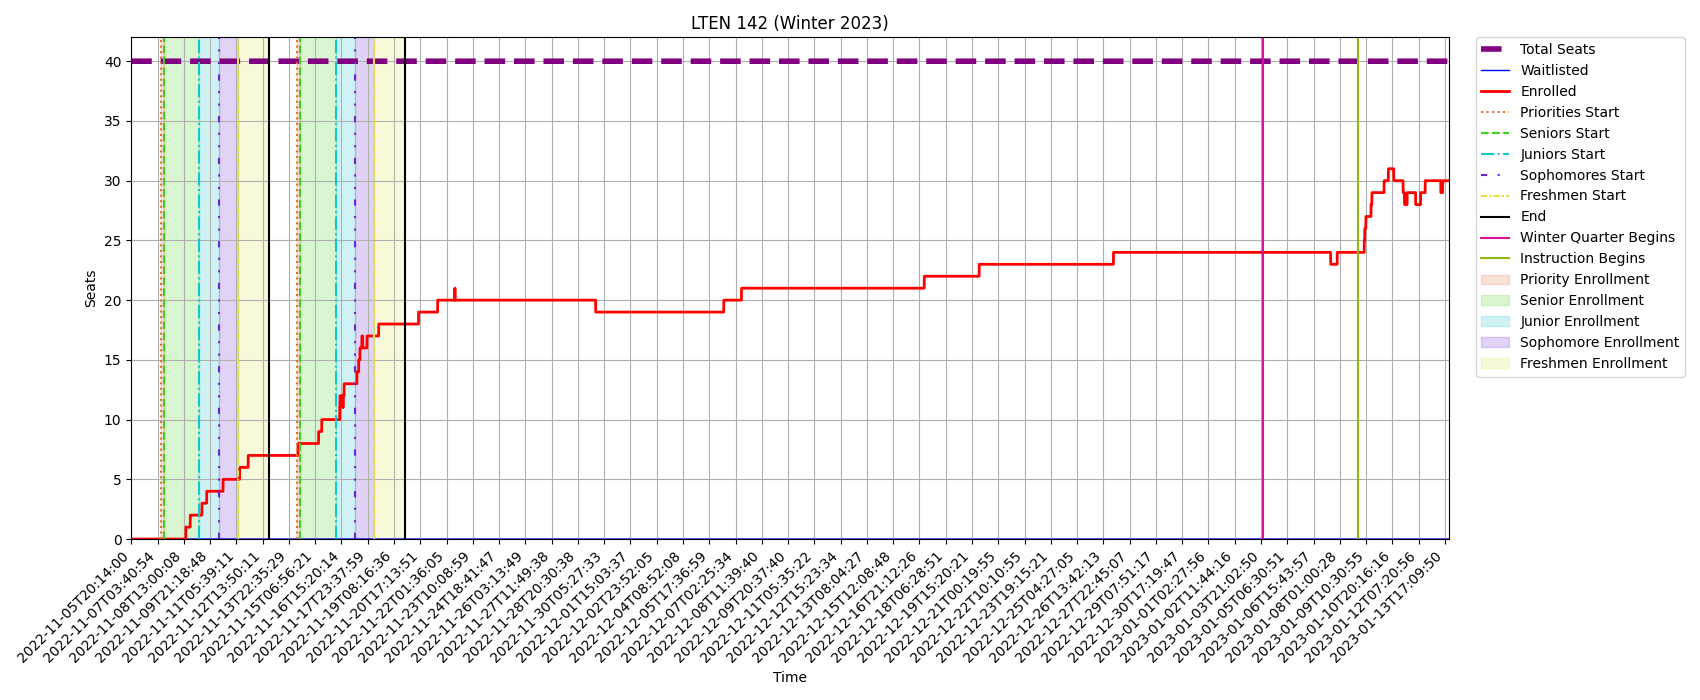 LTEN 142 (Winter 2023)
Seats
40
35
30
25
20
15
10
5
0
2022-11-05T20:14:00
2022-11-07T03:40:54
2022-11-08T13:00:08
2022-11-09T21:18:48
2022-11-11T05:39:11
2022-11-12T13:50:11
2022-11-13T22:35:29
2022-11-15T06:56:21
2022-11-16T15:20:14
2022-11-17T23:37:59
2022-11-19T08:16:36
2022-11-20T17:13:51
2022-11-22T01:36:05
2022-11-23T10:08:59
2022-11-24T18:41:47
2022-11-26T03:13:49
2022-11-27T11:49:38
2022-11-28T20:30:38
2022-11-30T05:27:33
2022-12-01T15:03:37
2022-12-02T23:52:05
2022-12-04T08:52:08
2022-12-05T17:36:59
2022-12-07T02:25:34
2022-12-08T11:39:40
2022-12-09T20:37:40
2022-12-11T05:35:22
2022-12-12T15:23:34
2022-12-13T08:04:27
2022-12-15T12:08:48
2022-12-16T21:12:26
2022-12-18T06:28:51
2022-12-19T15:20:21
2022-12-21T00:19:55
2022-12-22T10:10:55
2022-12-23T19:15:21
2022-12-25T04:27:05
2022-12-26T13:42:13
2022-12-27T22:45:07
2022-12-29T07:51:17
2022-12-30T17:19:47
2023-01-01T02:27:56
2023-01-02T11:44:16
2023-01-03T21:02:50
2023-01-05T06:30:51
2023-01-06T15:43:57
2023-01-08T01:00:28
2023-01-09T10:30:55
2023-01-10T20:16:16
2023-01-12T07:20:56
2023-01-13T17:09:50
Time
Total Seats
Waitlisted
Enrolled
Priorities Start
Seniors Start
Juniors Start
Sophomores Start
Freshmen Start
End
Winter Quarter Begins
Instruction Begins
Priority Enrollment
Senior Enrollment
Junior Enrollment
Sophomore Enrollment
Freshmen Enrollment